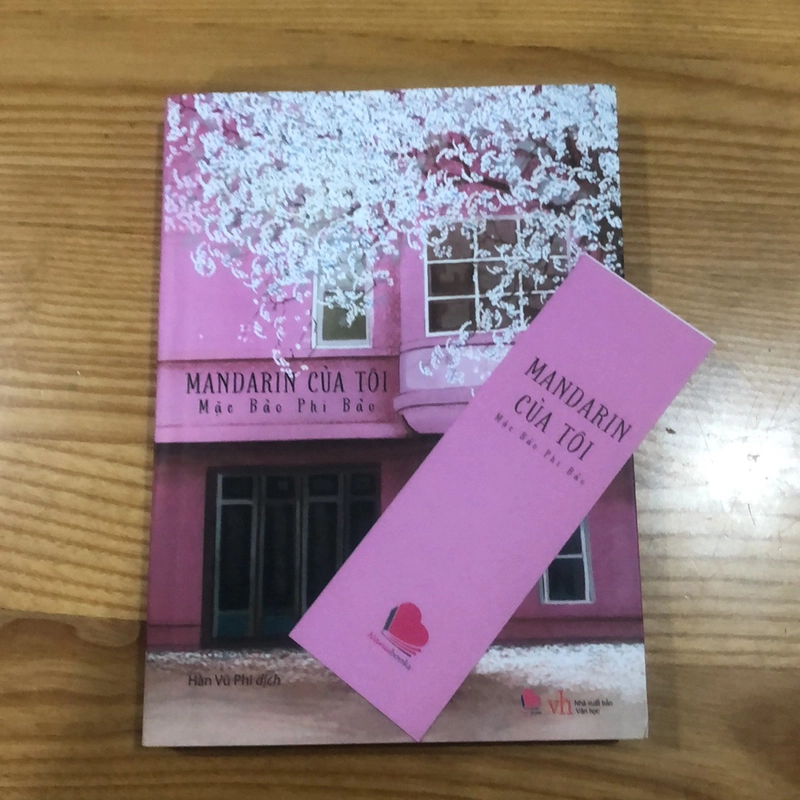 MANDARIN CỦA TÔI
Mặc Bảo Phi Bảo
MANDARIN
CỦA TÔI
Mặc Bảo Phi Bảo
Hàn Vũ Phi dịch
vh
Nhà xuất bản
Văn học